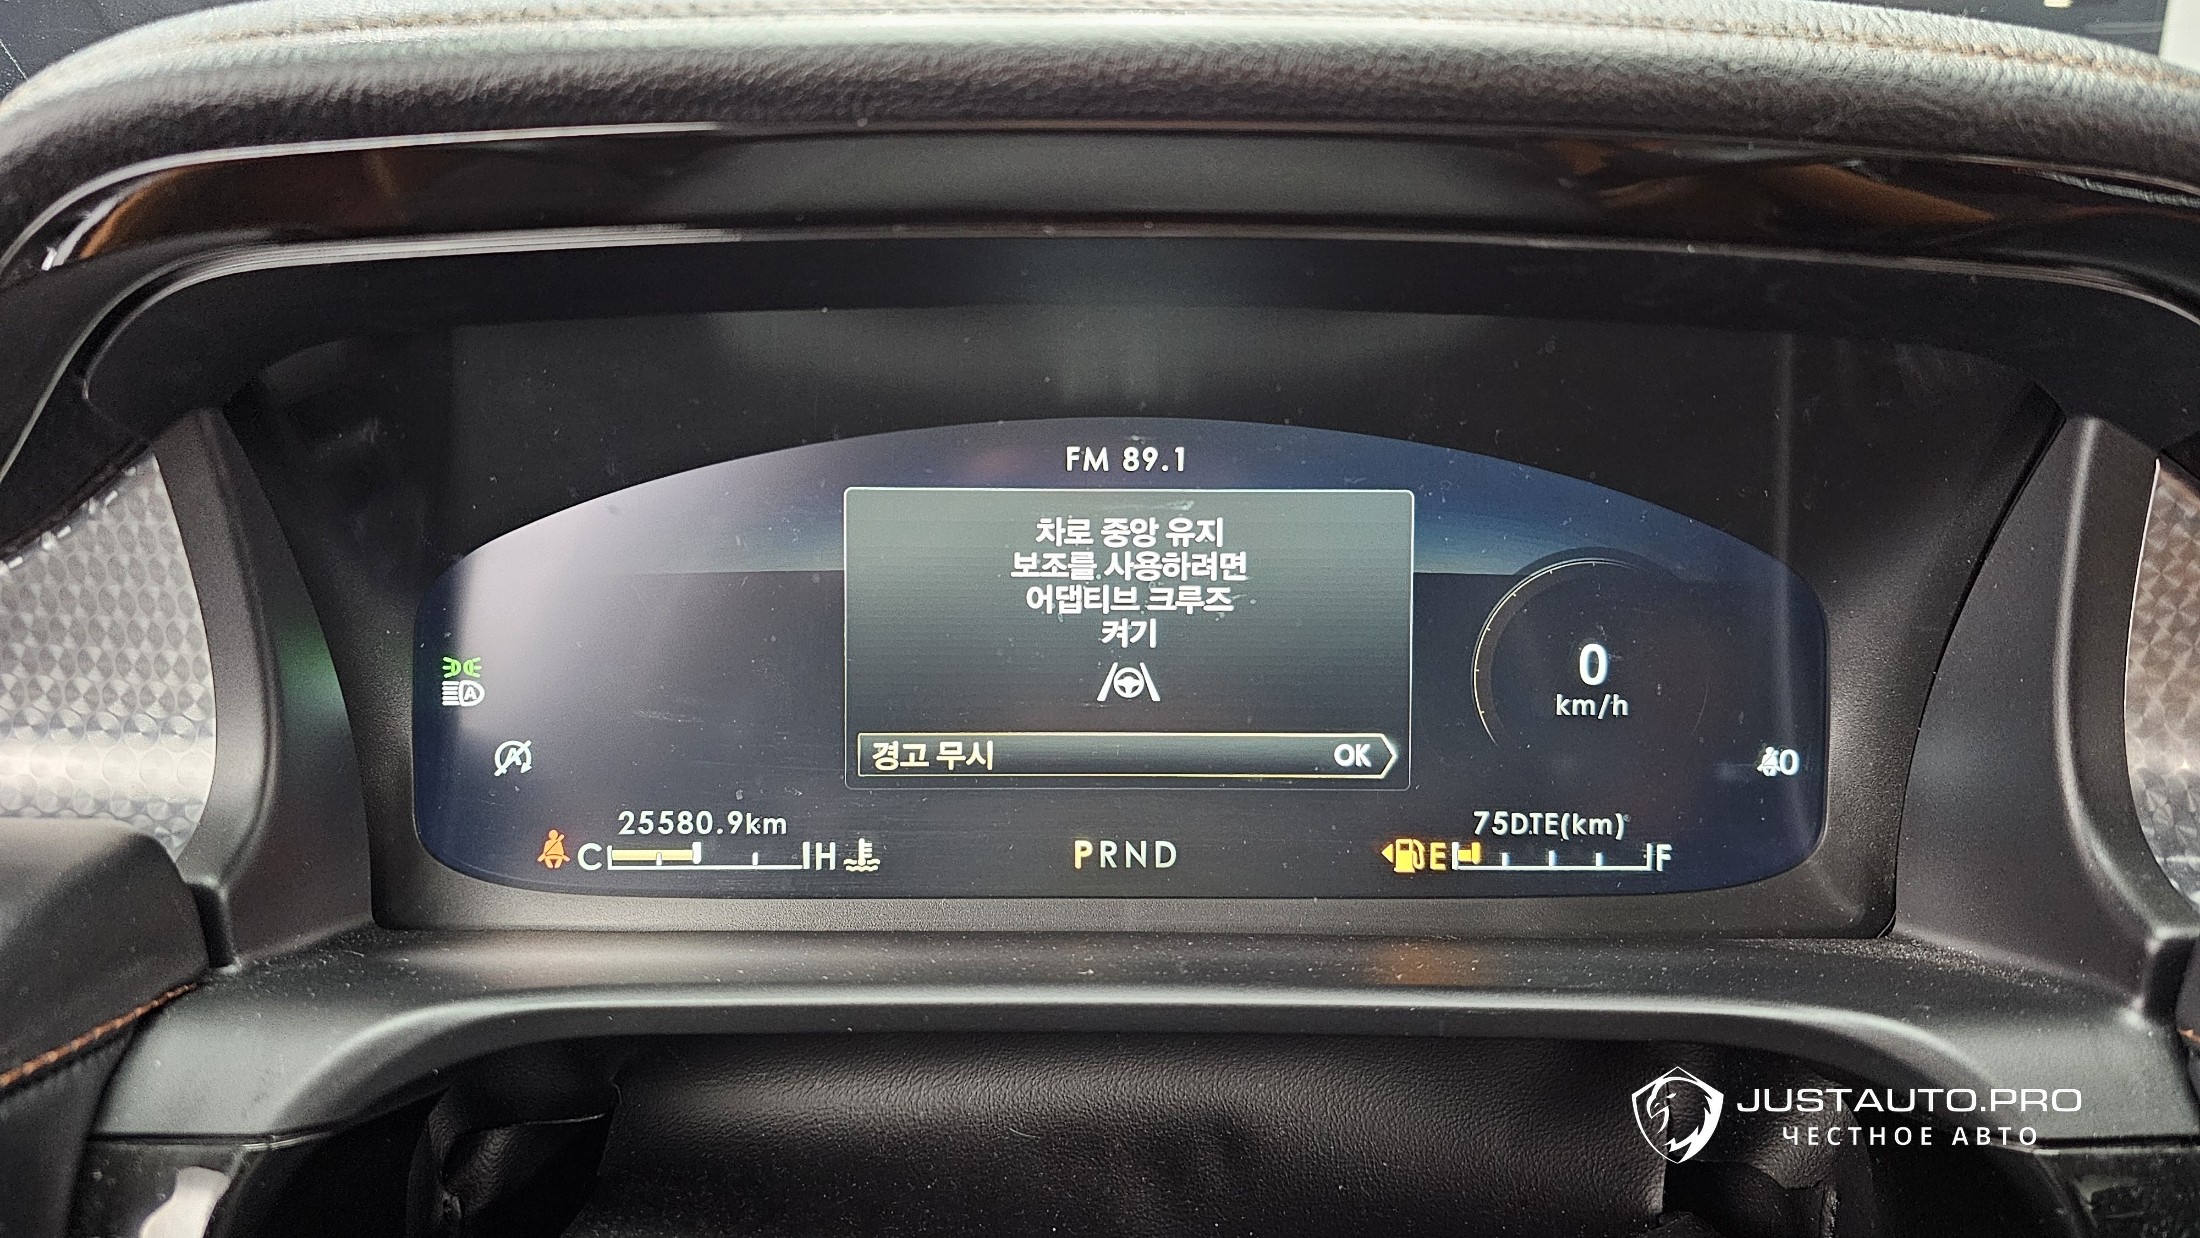 FM 89.1
차로 중앙 유지
보조를 사용하려면
어댑티브 크루즈
켜기
경고 무시 OK
0
km/h
A
A
0
25580.9km
75DTE(km)
C H
PRND
E F
JUSTAUTO.PRO
ЧЕСТНОЕ АВТО